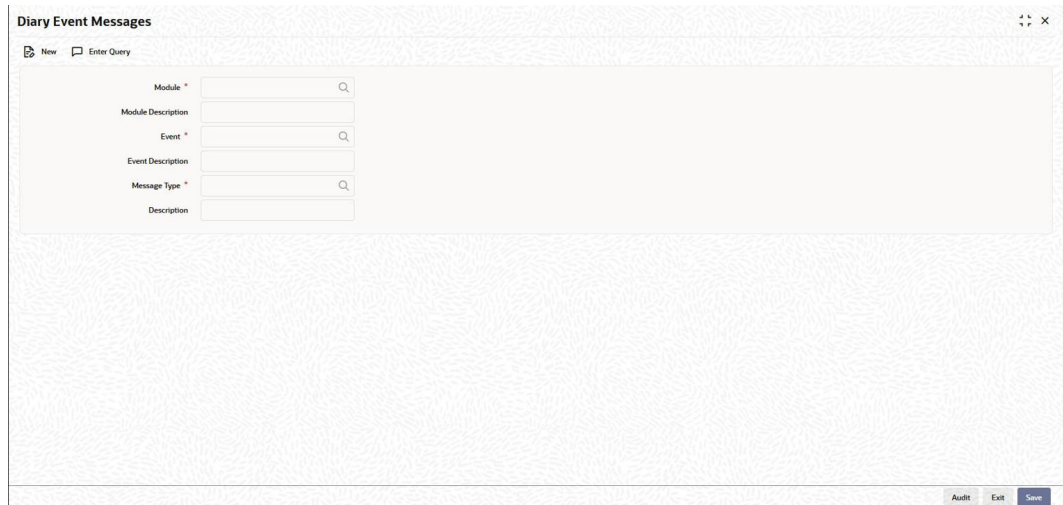 Diary Event Messages
New Enter Query
Module *
Module Description
Event *
Event Description
Message Type *
Description
Audit Exit Save